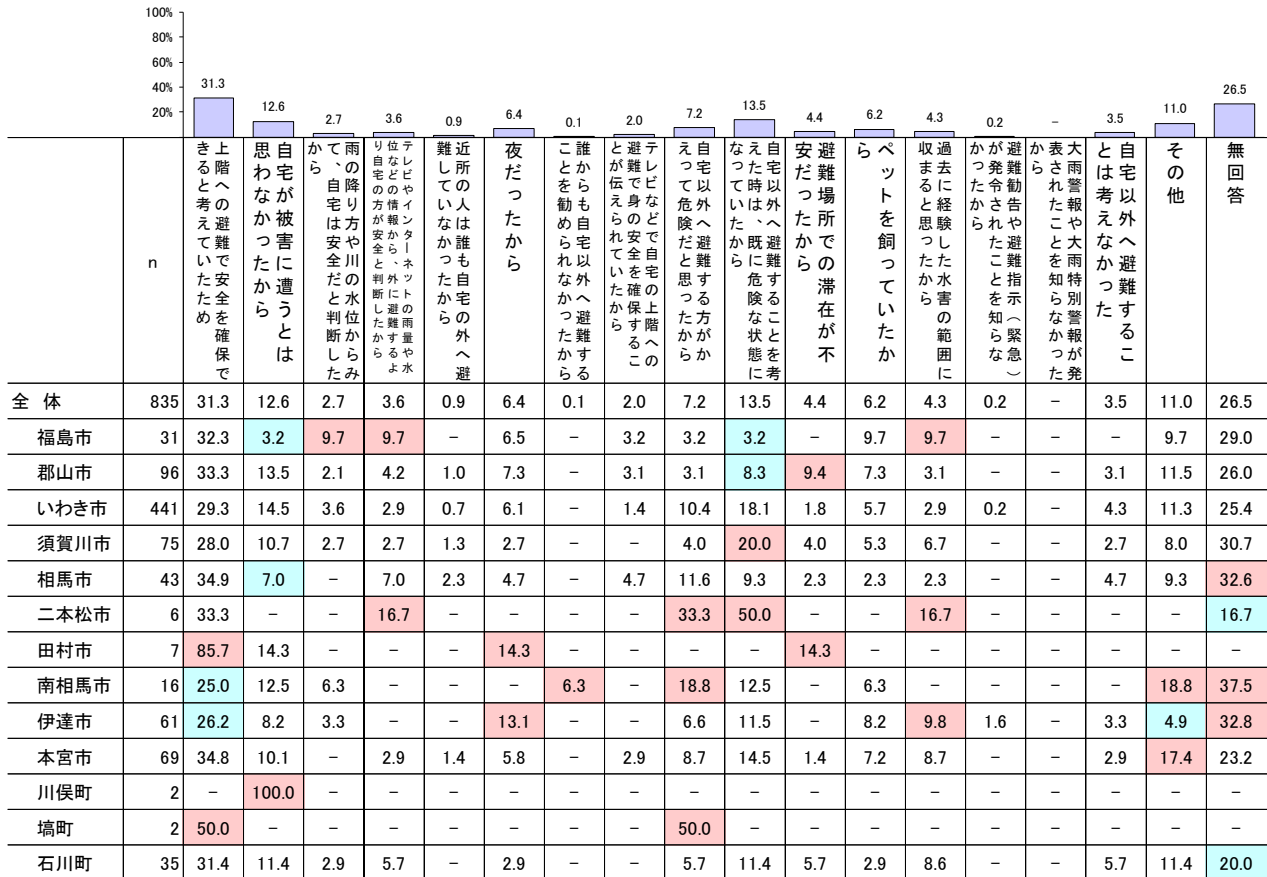 100%
80%
60%
40%
20%
31.3 12.6 2.7 3.6 0.9 6.4 0.1 2.0 7.2 13.5 4.4 6.2 4.3 0.2 － 3.5 11.0 26.5
n
上階への避難で安全を確保で
きると考えていたため
自宅が被害に遭うとは
思わなかったから
雨の降り方や川の水位からみ
て、自宅は安全だと判断した
から
テレビやインターネットの雨量や水
位などの情報から、外に避難するよ
り自宅の方が安全と判断したから
近所の人は誰も自宅の外へ避
難していなかったから
夜だったから
誰からも自宅以外へ避難する
ことを勧められなかったから
テレビなどで自宅の上階への
避難で身の安全を確保するこ
とが伝えられていたから
自宅以外へ避難する方がか
えって危険だと思ったから
自宅以外へ避難することを考
えた時は、既に危険な状態に
なっていたから
避難場所での滞在が不
安だったから
ペットを飼っていたか
ら
過去に経験した水害の範囲に
収まると思ったから
避難勧告や避難指示（緊急）
が発令されたことを知らな
かったから
大雨警報や大雨特別警報が発
表されたことを知らなかった
から
自宅以外へ避難するこ
とは考えなかった
その他
無回答
全 体 835 31.3 12.6 2.7 3.6 0.9 6.4 0.1 2.0 7.2 13.5 4.4 6.2 4.3 0.2 － 3.5 11.0 26.5
福島市 31 32.3 3.2 9.7 9.7 － 6.5 － 3.2 3.2 3.2 － 9.7 9.7 － － － 9.7 29.0
郡山市 96 33.3 13.5 2.1 4.2 1.0 7.3 － 3.1 3.1 8.3 9.4 7.3 3.1 － － 3.1 11.5 26.0
いわき市 441 29.3 14.5 3.6 2.9 0.7 6.1 － 1.4 10.4 18.1 1.8 5.7 2.9 0.2 － 4.3 11.3 25.4
須賀川市 75 28.0 10.7 2.7 2.7 1.3 2.7 － － 4.0 20.0 4.0 5.3 6.7 － － 2.7 8.0 30.7
相馬市 43 34.9 7.0 － 7.0 2.3 4.7 － 4.7 11.6 9.3 2.3 2.3 2.3 － － 4.7 9.3 32.6
二本松市 6 33.3 － － 16.7 － － － － 33.3 50.0 － － 16.7 － － － － 16.7
田村市 7 85.7 14.3 － － － 14.3 － － － － 14.3 － － － － － － －
南相馬市 16 25.0 12.5 6.3 － － － 6.3 － 18.8 12.5 － 6.3 － － － － 18.8 37.5
伊達市 61 26.2 8.2 3.3 － － 13.1 － － 6.6 11.5 － 8.2 9.8 1.6 － 3.3 4.9 32.8
本宮市 69 34.8 10.1 － 2.9 1.4 5.8 － 2.9 8.7 14.5 1.4 7.2 8.7 － － 2.9 17.4 23.2
川俣町 2 － 100.0 － － － － － － － － － － － － － － － －
塙町 2 50.0 － － － － － － － 50.0 － － － － － － － － －
石川町 35 31.4 11.4 2.9 5.7 － 2.9 － － 5.7 11.4 5.7 2.9 8.6 － － 5.7 11.4 20.0